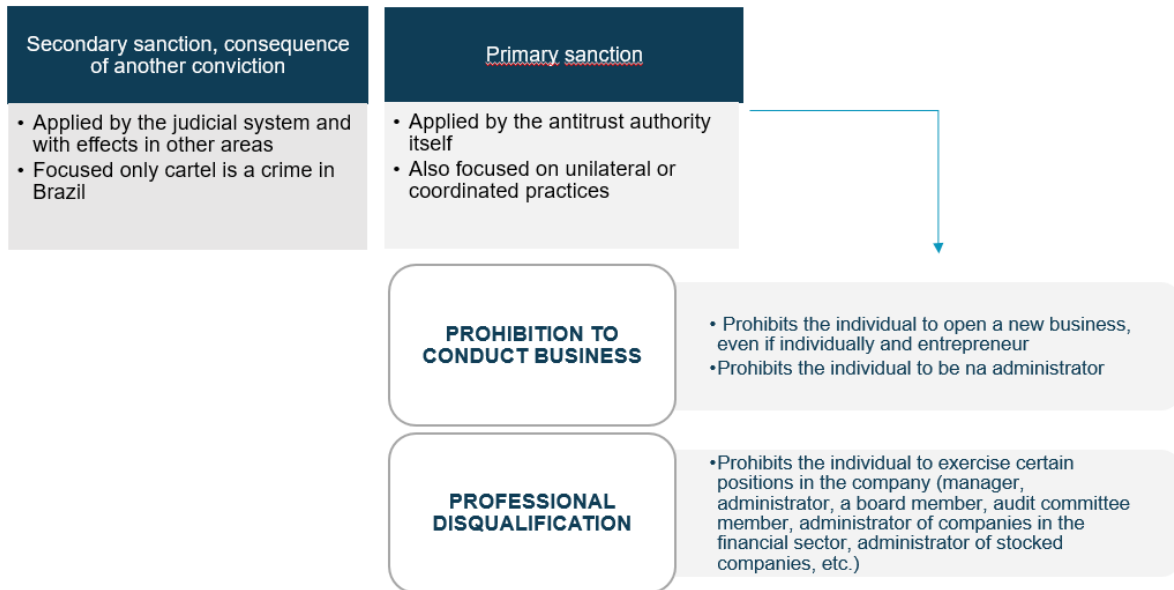 Secondary sanction, consequence
of another conviction
• Applied by the judicial system and
with effects in other areas
• Focused only cartel is a crime in
Brazil
Primary sanction
• Applied by the antitrust authority
itself
• Also focused on unilateral or
coordinated practices
PROHIBITION TO
CONDUCT BUSINESS
• Prohibits the individual to open a new business,
even if individually and entrepreneur
•Prohibits the individual to be na administrator
PROFESSIONAL
DISQUALIFICATION
•Prohibits the individual to exercise certain
positions in the company (manager,
administrator, a board member, audit committee
member, administrator of companies in the
financial sector, administrator of stocked
companies, etc.)